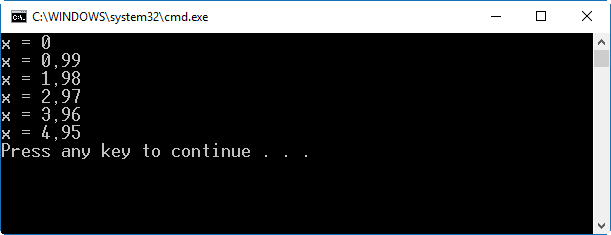 C:\WINDOWS\system32\cmd.exe
x = 0
x = 0,99
x = 1,98
x = 2,97
x = 3,96
x = 4,95
Press any key to continue . . .